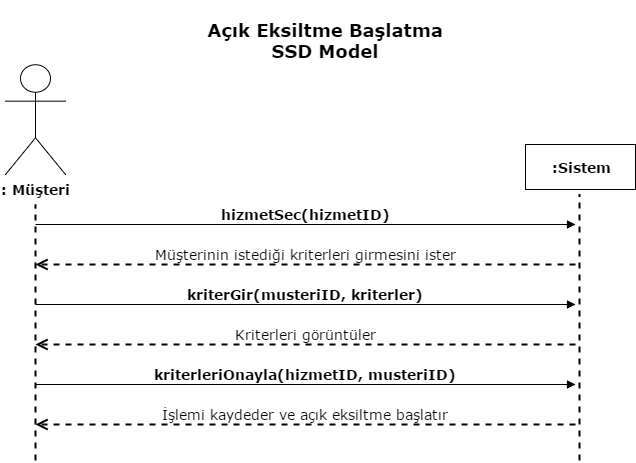 Açık Eksiltme Başlatma
SSD Model
:Sistem
: Müşteri
hizmetSec(hizmetID)
Müşterinin istediği kriterleri girmesini ister
kriterGir(musteriID, kriterler)
Kriterleri görüntüler
kriterleriOnayla(hizmetID, musteriID)
İşlemi kaydeder ve açık eksiltme başlatır